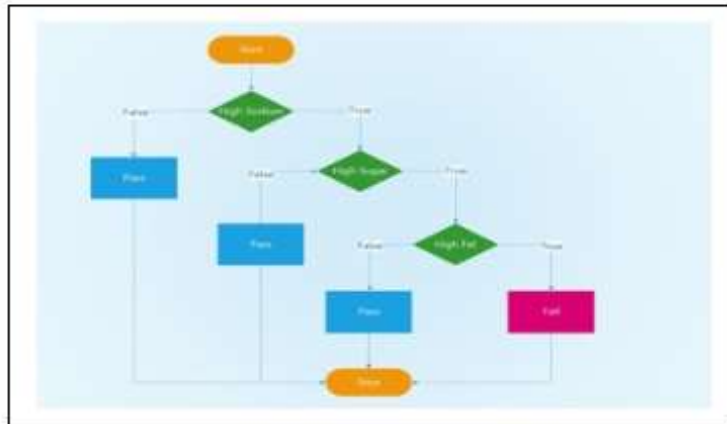 Start
High Sodium
False
True
Pass
High Sugar
False
True
Pass
High Fat
False
True
Pass
Fail
Stop